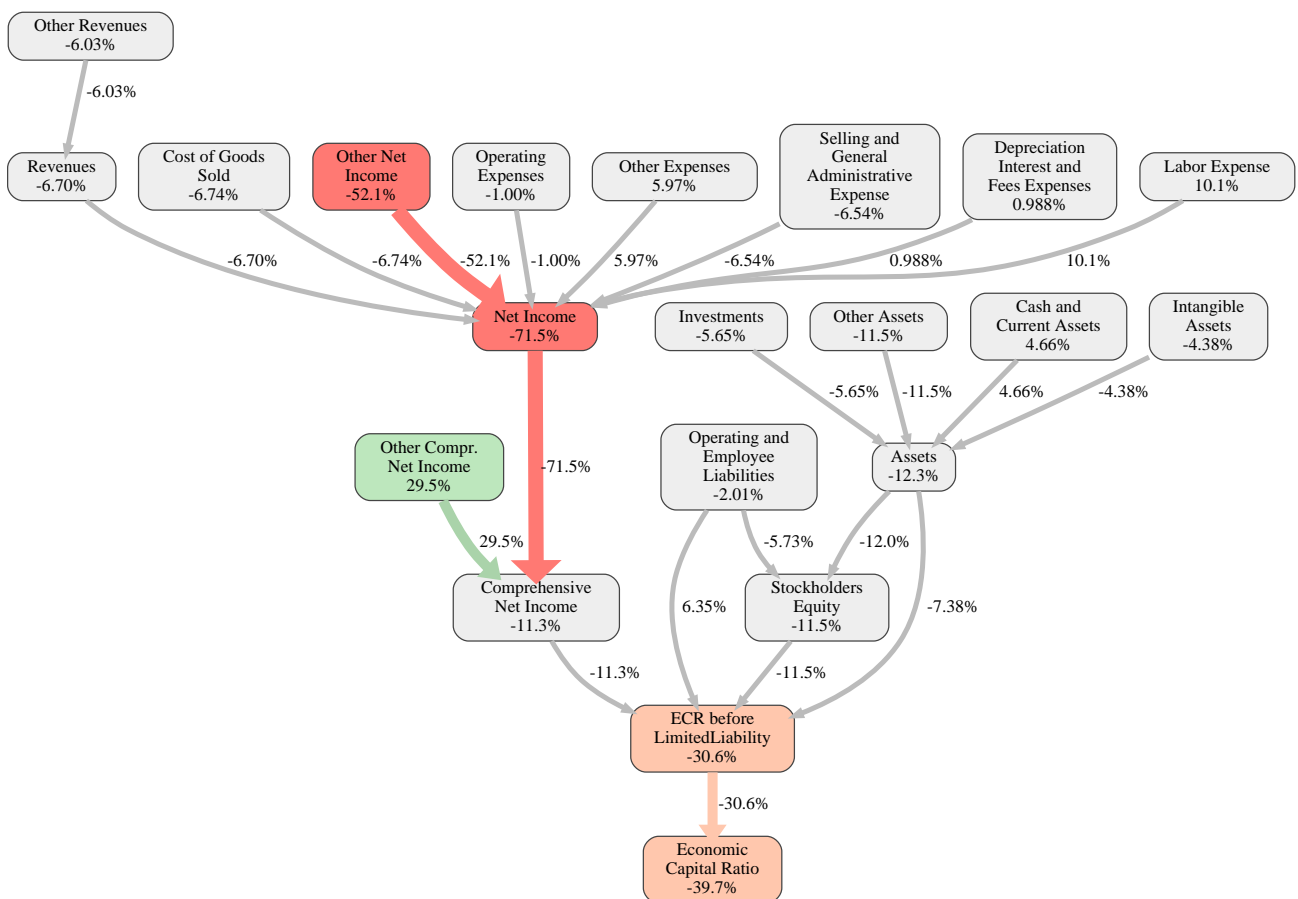 Other Revenues
-6.03%
-6.03%
Revenues
-6.70%
Cost of Goods
Sold
-6.74%
Other Net
Income
-52.1%
Operating
Expenses
-1.00%
Other Expenses
5.97%
Selling and
General
Administrative
Expense
-6.54%
Depreciation
Interest and
Fees Expenses
0.988%
Labor Expense
10.1%
-6.70%
-6.74%
-52.1%
-1.00%
5.97%
-6.54%
0.988%
10.1%
Net Income
-71.5%
Investments
-5.65%
Other Assets
-11.5%
Cash and
Current Assets
4.66%
Intangible
Assets
-4.38%
-5.65%
-11.5%
4.66%
-4.38%
Other Compr.
Net Income
29.5%
-71.5%
Operating and
Employee
Liabilities
-2.01%
Assets
-12.3%
29.5%
-5.73%
-12.0%
Comprehensive
Net Income
-11.3%
6.35%
Stockholders
Equity
-11.5%
-7.38%
-11.3%
-11.5%
ECR before
LimitedLiability
-30.6%
-30.6%
Economic
Capital Ratio
-39.7%